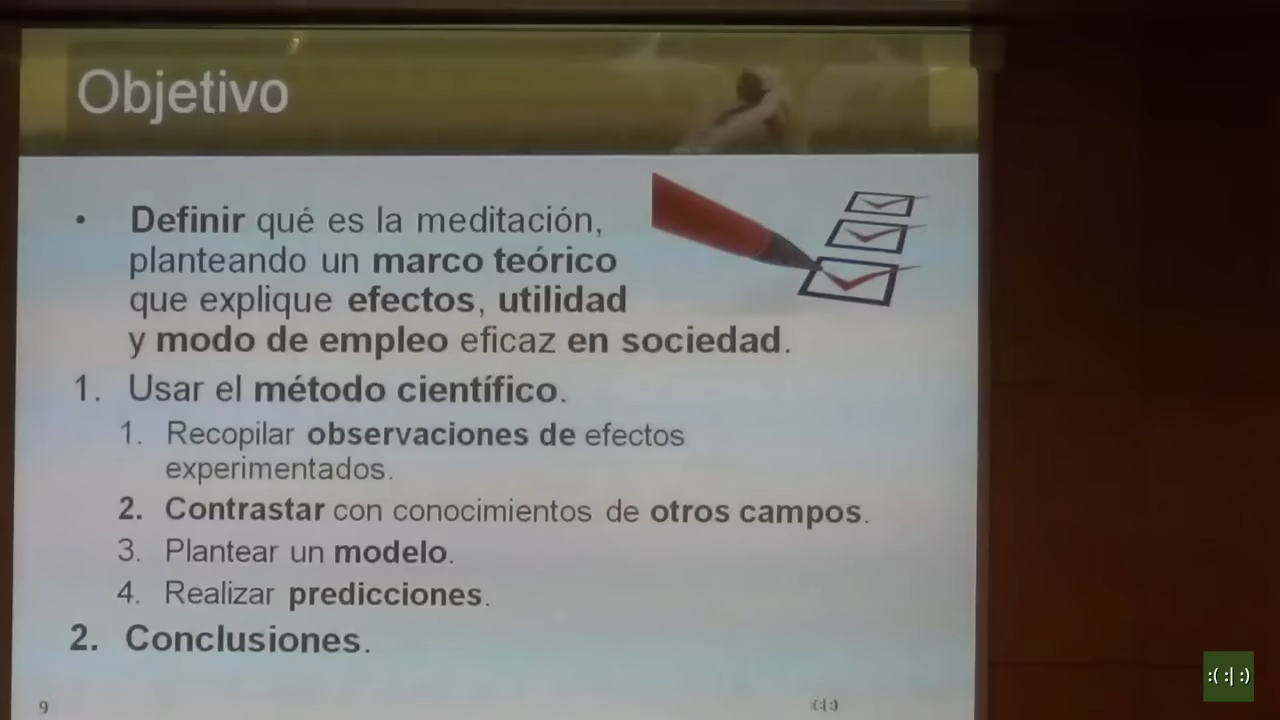 Objetivo
• Definir qué es la meditación,
planteando un marco teórico
que explique efectos, utilidad
y modo de empleo eficaz en sociedad.
1. Usar el método científico.
1. Recopilar observaciones de efectos
experimentados.
2. Contrastar con conocimientos de otros campos.
3. Plantear un modelo.
4. Realizar predicciones.
2. Conclusiones.
9
:(:|:)
:( :| :)